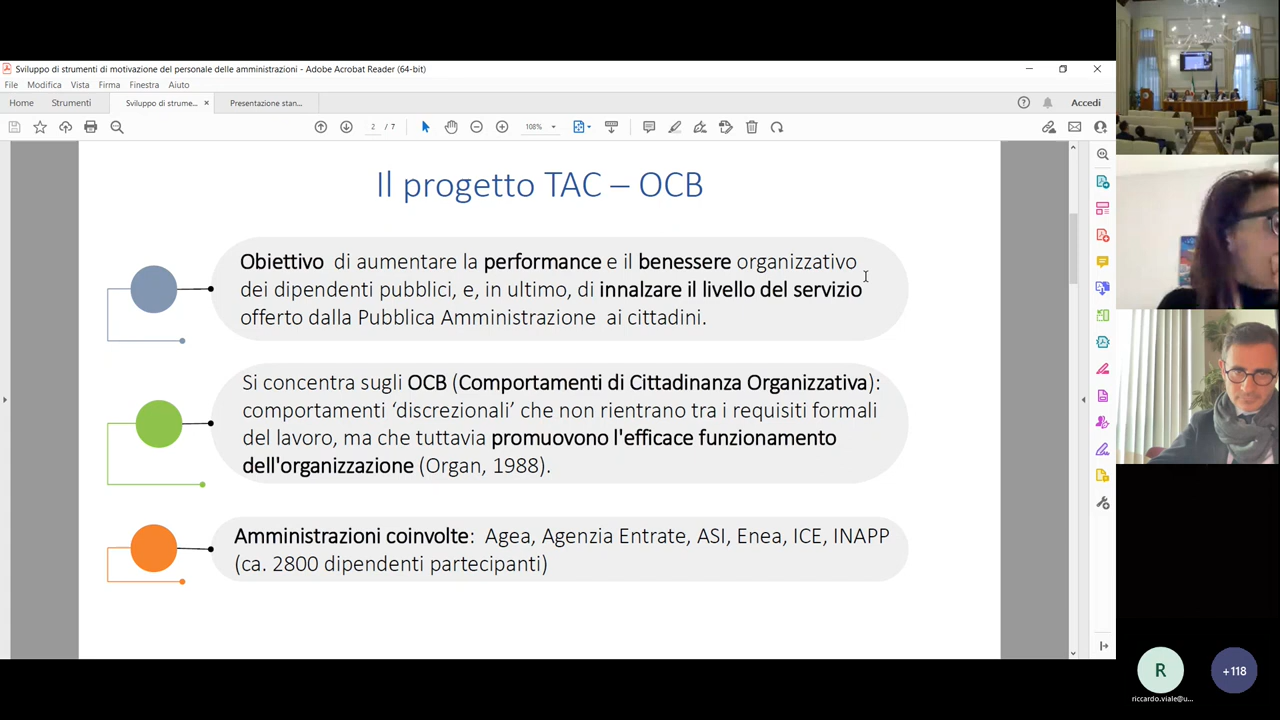 Sviluppo di strumenti di motivazione del personale delle amministrazioni - Adobe Acrobat Reader (64-bit)
File Modifica Vista Firma Finestra Aiuto
Home Strumenti Sviluppo di strume... × Presentazione stan... Accedi
2 / 7 108%
Il progetto TAC – OCB
Obiettivo di aumentare la performance e il benessere organizzativo
dei dipendenti pubblici, e, in ultimo, di innalzare il livello del servizio
offerto dalla Pubblica Amministrazione ai cittadini.
Si concentra sugli OCB (Comportamenti di Cittadinanza Organizzativa):
comportamenti ‘discrezionali’ che non rientrano tra i requisiti formali
del lavoro, ma che tuttavia promuovono l'efficace funzionamento
dell'organizzazione (Organ, 1988).
Amministrazioni coinvolte: Agea, Agenzia Entrate, ASI, Enea, ICE, INAPP
(ca. 2800 dipendenti partecipanti)
R
+118
riccardo.viale@u...